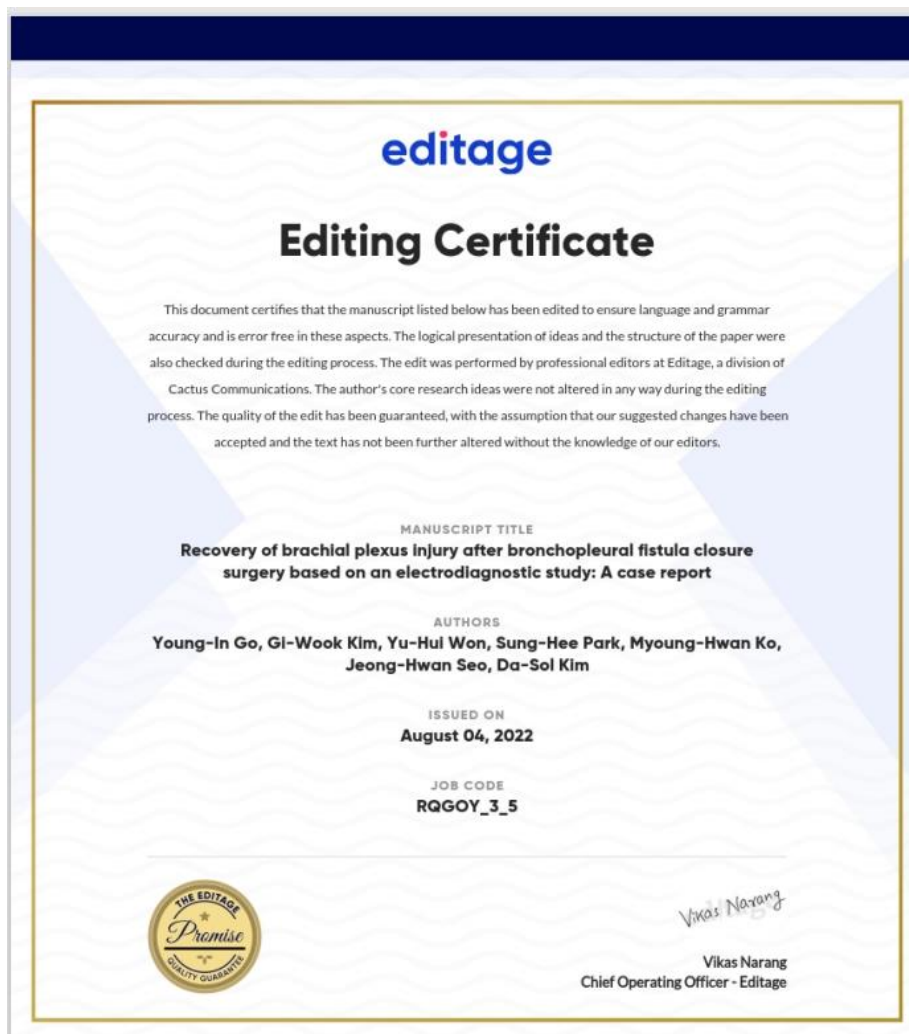 editage
Editing Certificate
This document certifies that the manuscript listed below has been edited to ensure language and grammar
accuracy and is error free in these aspects. The logical presentation of ideas and the structure of the paper were
also checked during the editing process. The edit was performed by professional editors at Editage, a division of
Cactus Communications. The author's core research ideas were not altered in any way during the editing
process. The quality of the edit has been guaranteed, with the assumption that our suggested changes have been
accepted and the text has not been further altered without the knowledge of our editors.
MANUSCRIPT TITLE
Recovery of brachial plexus injury after bronchopleural fistula closure
surgery based on an electrodiagnostic study: A case report
AUTHORS
Young-In Go, Gi-Wook Kim, Yu-Hui Won, Sung-Hee Park, Myoung-Hwan Ko,
Jeong-Hwan Seo, Da-Sol Kim
ISSUED ON
August 04, 2022
JOB CODE
RQGOY_3_5
THE EDITAGE
Promise
QUALITY GUARANTEE
Vikas Narang
Vikas Narang
Chief Operating Officer - Editage